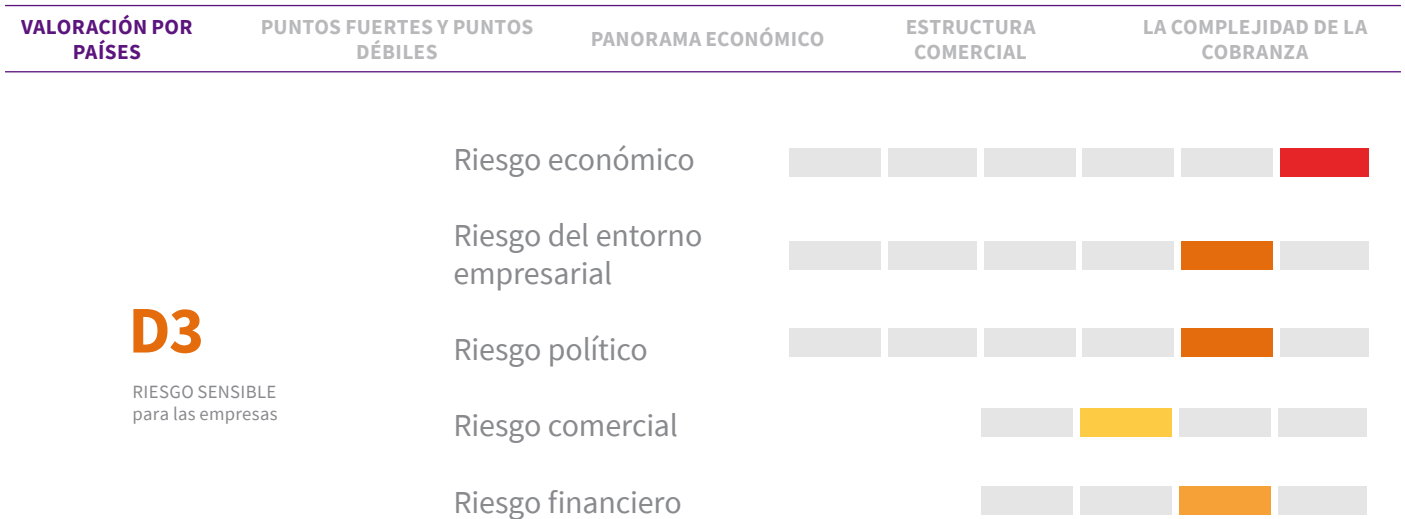 VALORACIÓN POR
PAÍSES
PUNTOS FUERTES Y PUNTOS
DÉBILES
PANORAMA ECONÓMICO
ESTRUCTURA
COMERCIAL
LA COMPLEJIDAD DE LA
COBRANZA
D3
RIESGO SENSIBLE
para las empresas
Riesgo económico
Riesgo del entorno
empresarial
Riesgo político
Riesgo comercial
Riesgo financiero